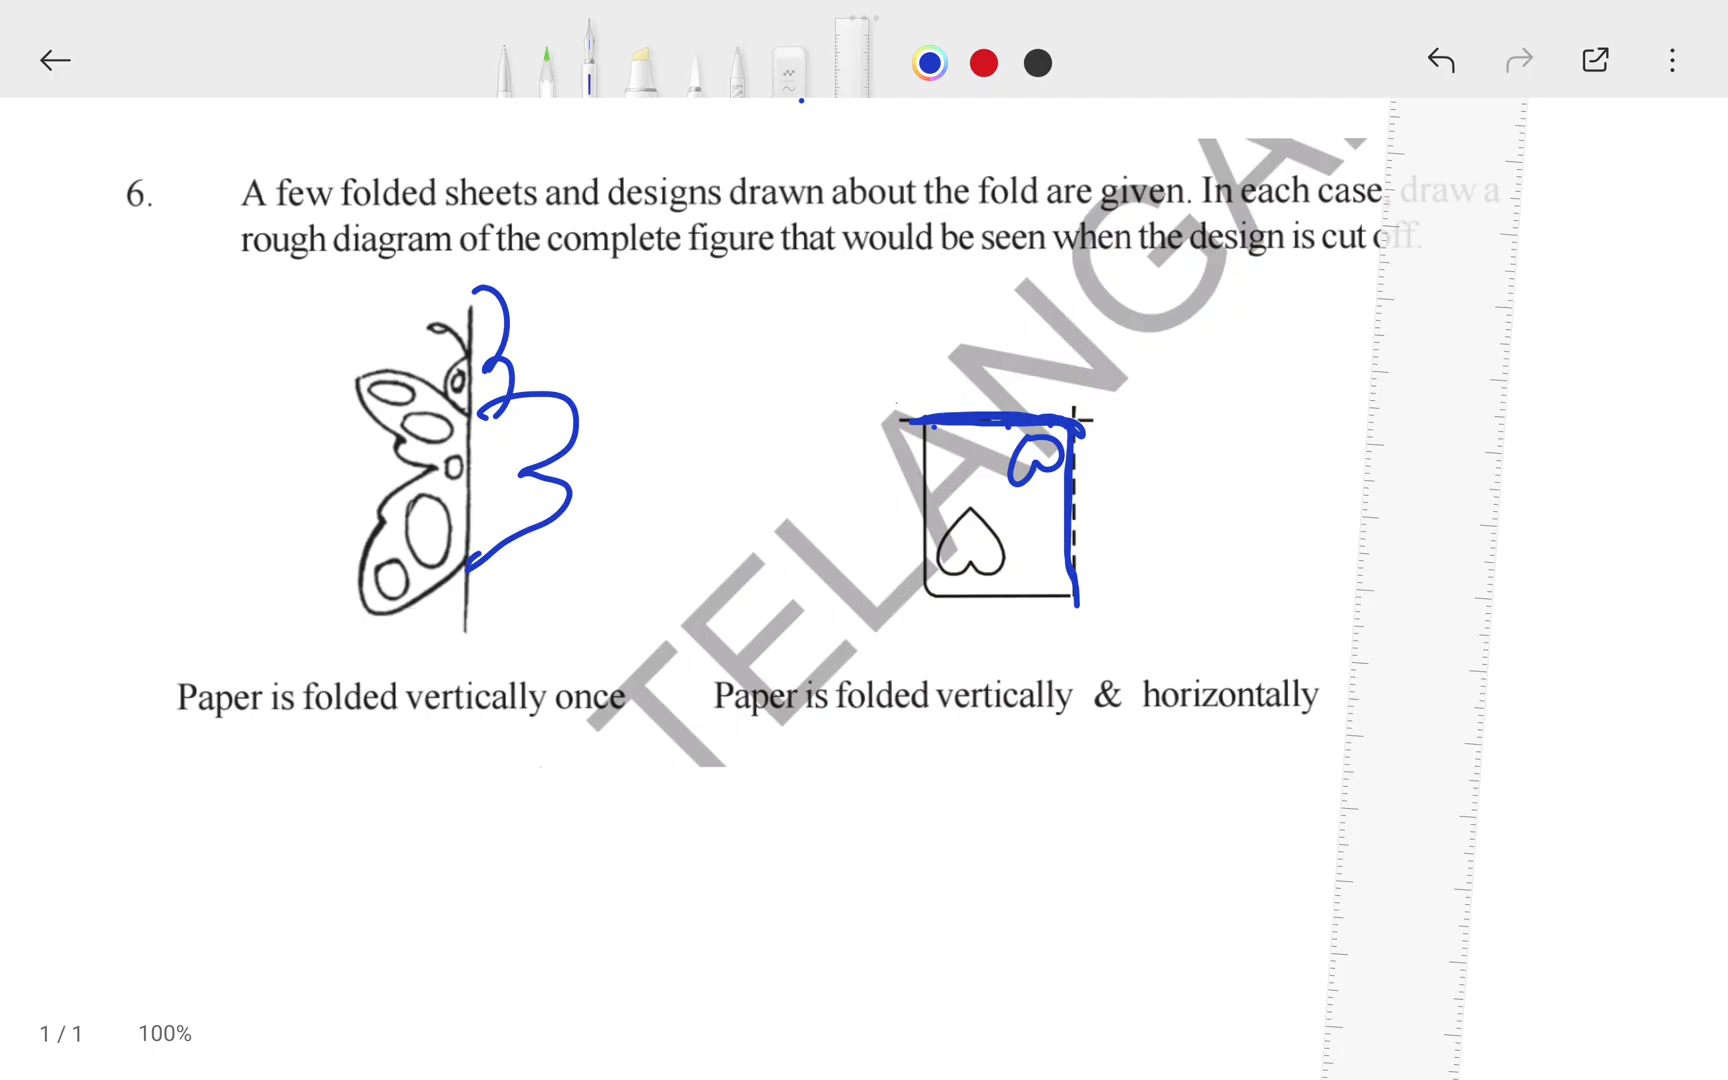 6. A few folded sheets and designs drawn about the fold are given. In each case, draw a
rough diagram of the complete figure that would be seen when the design is cut off.
TELANGA
Paper is folded vertically once
Paper is folded vertically & horizontally
1 / 1 100%